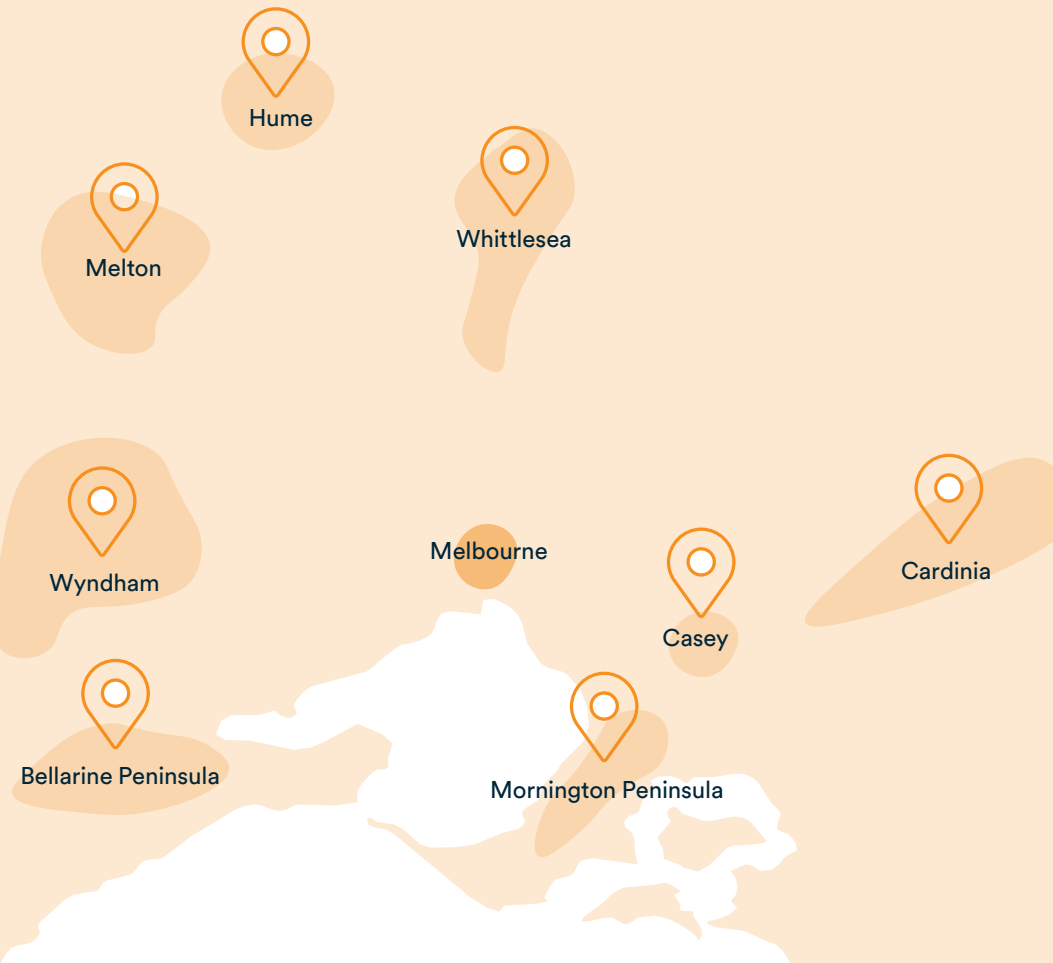 Hume
Whittlesea
Melton
Melbourne
Cardinia
Wyndham
Casey
Bellarine Peninsula
Mornington Peninsula